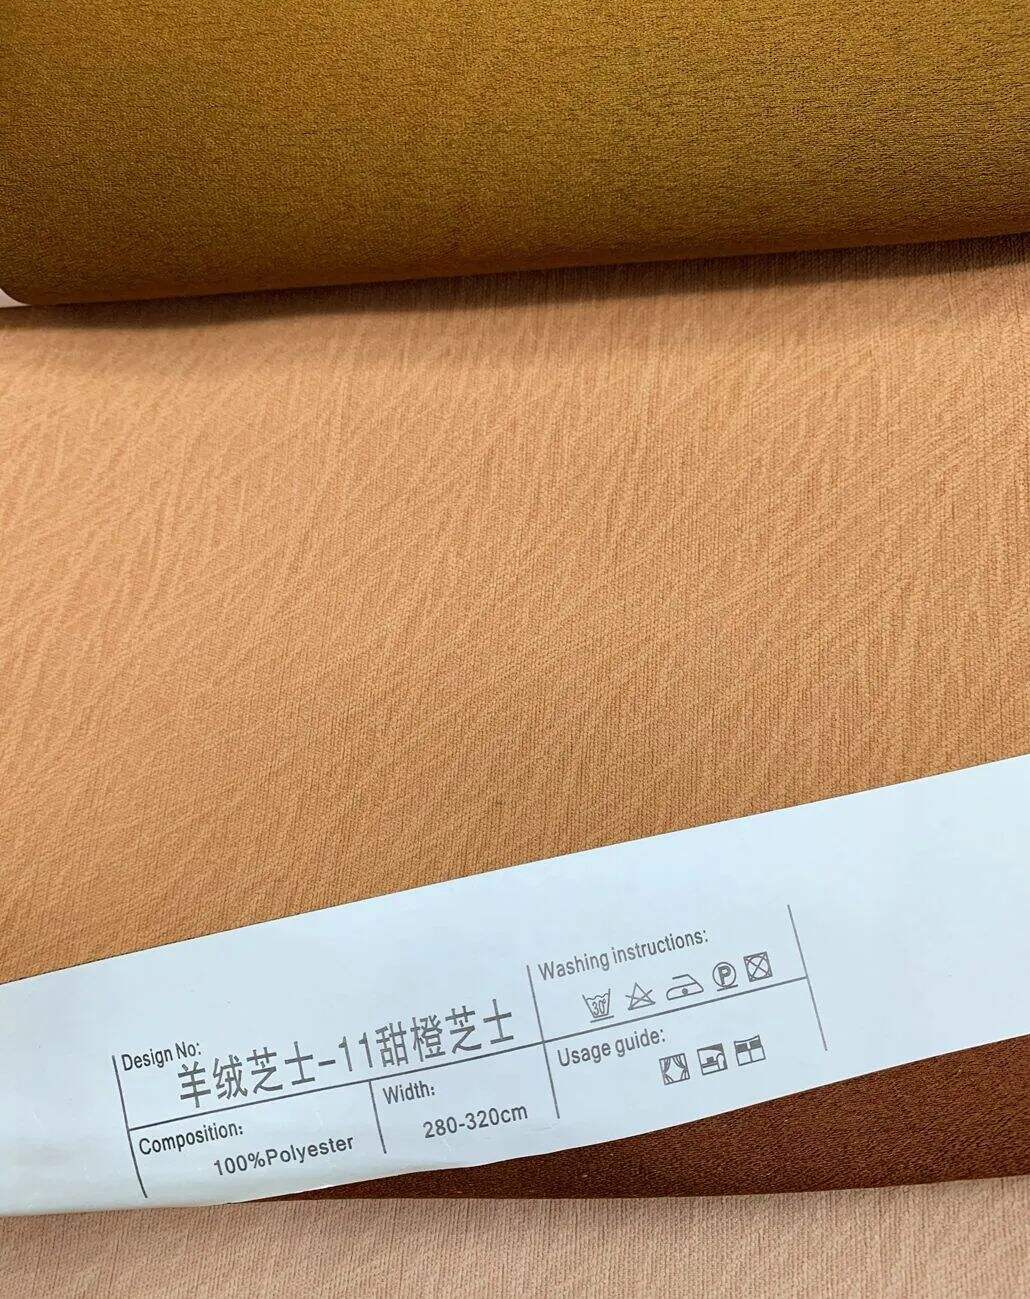 Design No:
羊绒芝士-11甜橙芝士
Composition:
100%Polyester
Width:
280-320cm
Washing instructions:
30°
P
Usage guide: